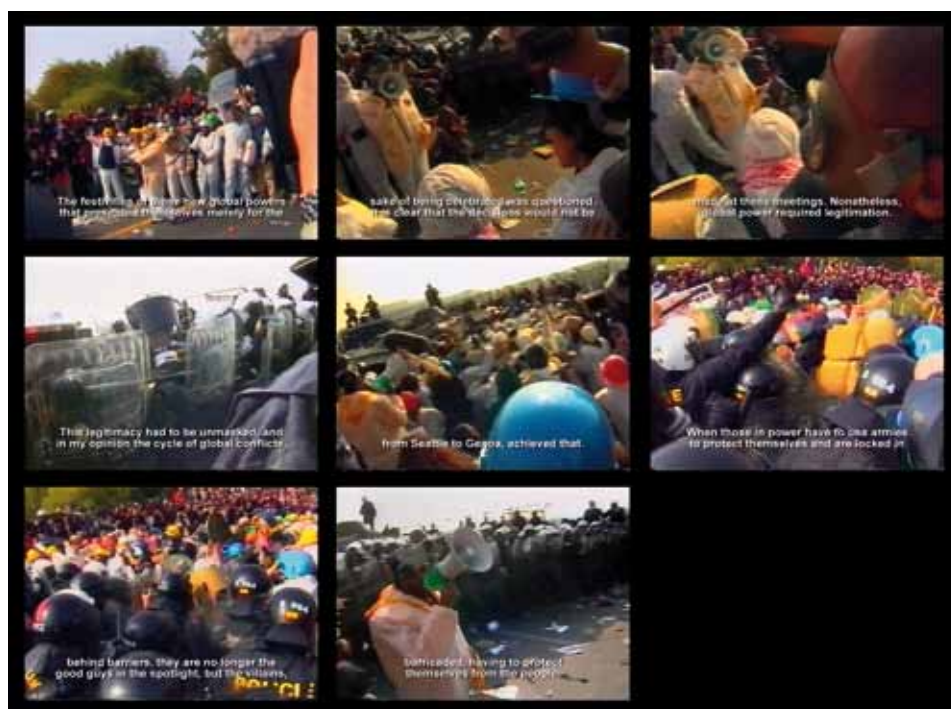 The festivities of these new global powers
that presented themselves merely for the
sake of being celebrated was questioned
it is clear that the decisions would not be
made at these meetings. Nonetheless,
global power required legitimation.
This legitimacy had to be unmasked, and
in my opinion the cycle of global conflicts,
from Seattle to Genoa, achieved that.
When those in power have to use armies
to protect themselves and are locked in
behind barriers, they are no longer the
good guys in the spotlight, but the villains,
POLICE
barricaded, having to protect
themselves from the people.